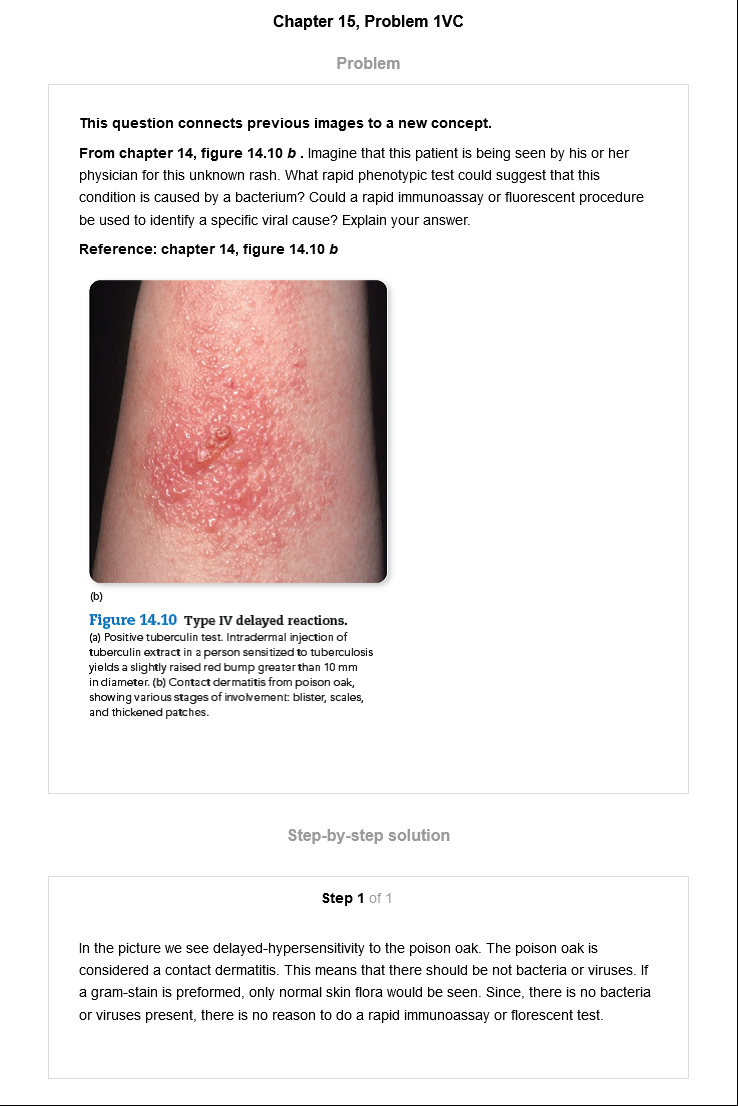 Chapter 15, Problem 1VC
Problem
This question connects previous images to a new concept.
From chapter 14, figure 14.10 b . Imagine that this patient is being seen by his or her
physician for this unknown rash. What rapid phenotypic test could suggest that this
condition is caused by a bacterium? Could a rapid immunoassay or fluorescent procedure
be used to identify a specific viral cause? Explain your answer.
Reference: chapter 14, figure 14.10 b
(b)
Figure 14.10 Type IV delayed reactions.
(a) Positive tuberculin test. Intradermal injection of
tuberculin extract in a person sensitized to tuberculosis
yields a slightly raised red bump greater than 10 mm
in diameter. (b) Contact dermatitis from poison oak,
showing various stages of involvement: blister, scales,
and thickened patches.
Step-by-step solution
Step 1 of 1
In the picture we see delayed-hypersensitivity to the poison oak. The poison oak is
considered a contact dermatitis. This means that there should be not bacteria or viruses. If
a gram-stain is preformed, only normal skin flora would be seen. Since, there is no bacteria
or viruses present, there is no reason to do a rapid immunoassay or florescent test.